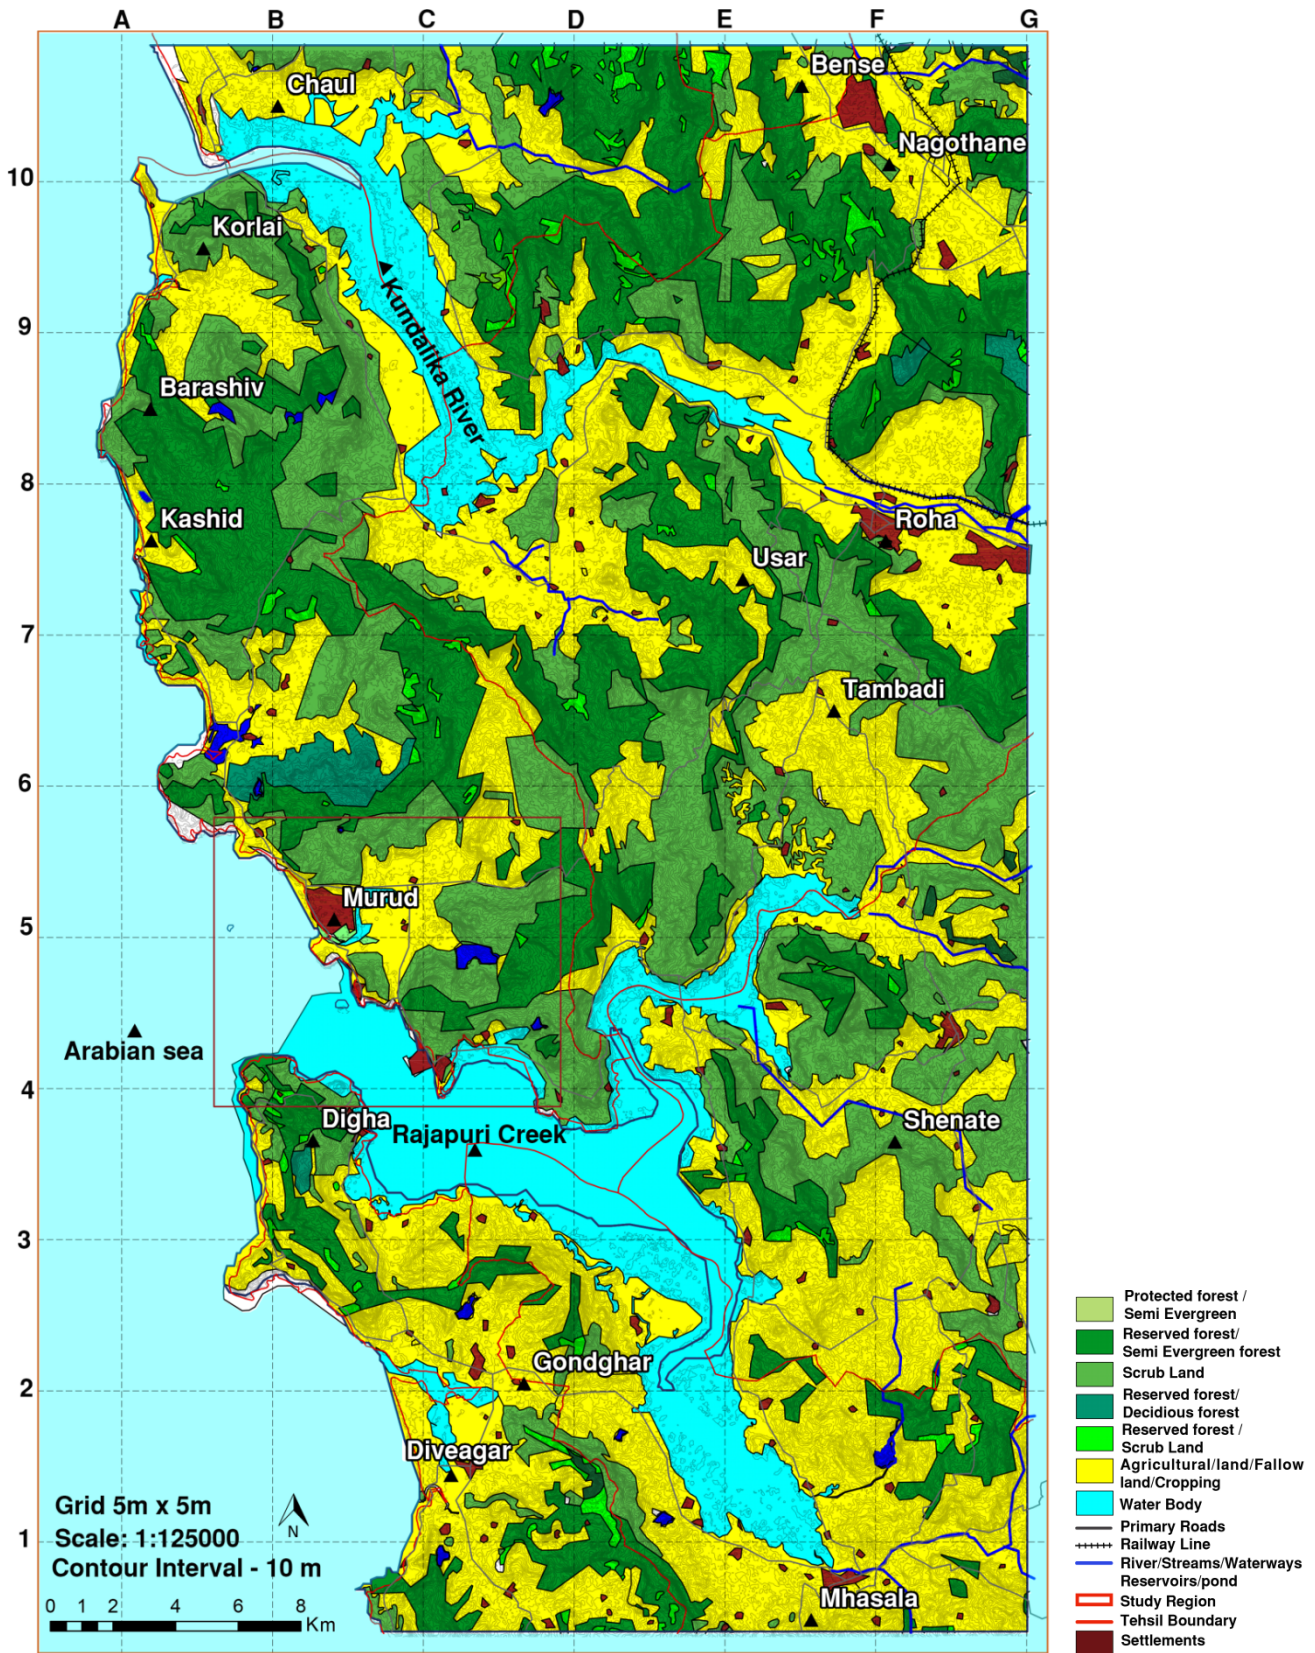 A B C D E F G
Chaul
Bense
Nagothane
10
Korlai
Kundalika River
9
Barashiv
8
Kashid
Roha
Usar
7
Tambadi
6
Murud
5
Arabian sea
4
Digha
Rajapuri Creek
Shenate
3
Gondghar
2
Diveagar
1
Mhasala
Grid 5m x 5m
Scale: 1:125000
Contour Interval - 10 m
N
0 1 2 4 6 8
Km
Protected forest /
Semi Evergreen
Reserved forest/
Semi Evergreen forest
Scrub Land
Reserved forest/
Decidious forest
Reserved forest /
Scrub Land
Agricultural/land/Fallow
land/Cropping
Water Body
Primary Roads
Railway Line
River/Streams/Waterways
Reservoirs/pond
Study Region
Tehsil Boundary
Settlements